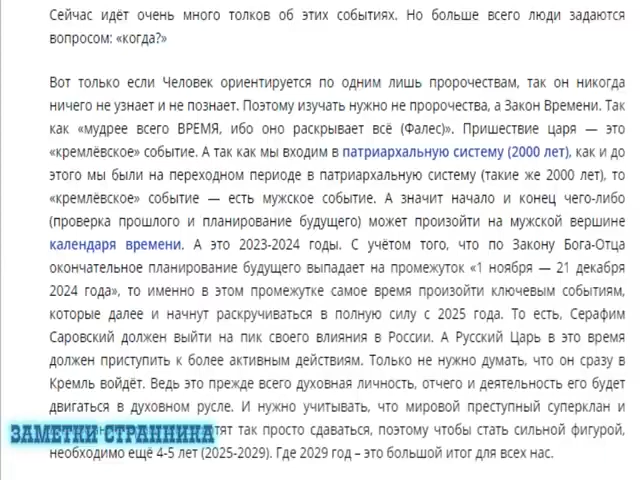 Сейчас идёт очень много толков об этих событиях. Но больше всего люди задаются
вопросом: «когда?»
Вот только если Человек ориентируется по одним лишь пророчествам, так он никогда
ничего не узнает и не познает. Поэтому изучать нужно не пророчества, а Закон Времени. Так
как «мудрее всего ВРЕМЯ, ибо оно раскрывает всё (Фалес)». Пришествие царя — это
«кремлёвское» событие. А так как мы входим в патриархальную систему (2000 лет), как и до
этого мы были на переходном периоде в патриархальную систему (такие же 2000 лет), то
«кремлёвское» событие — есть мужское событие. А значит начало и конец чего-либо
(проверка прошлого и планирование будущего) может произойти на мужской вершине
календаря времени. А это 2023-2024 годы. С учётом того, что по Закону Бога-Отца
окончательное планирование будущего выпадает на промежуток «1 ноября — 21 декабря
2024 года», то именно в этом промежутке самое время произойти ключевым событиям,
которые далее и начнут раскручиваться в полную силу с 2025 года. То есть, Серафим
Саровский должен выйти на пик своего влияния в России. А Русский Царь в это время
должен приступить к более активным действиям. Только не нужно думать, что он сразу в
Кремль войдёт. Ведь это прежде всего духовная личность, отчего и деятельность его будет
двигаться в духовном русле. И нужно учитывать, что мировой преступный суперклан и
ЗАМЕТКИ СТРАННИКА так просто сдаваться, поэтому чтобы стать сильной фигурой,
необходимо ещё 4-5 лет (2025-2029). Где 2029 год – это большой итог для всех нас.